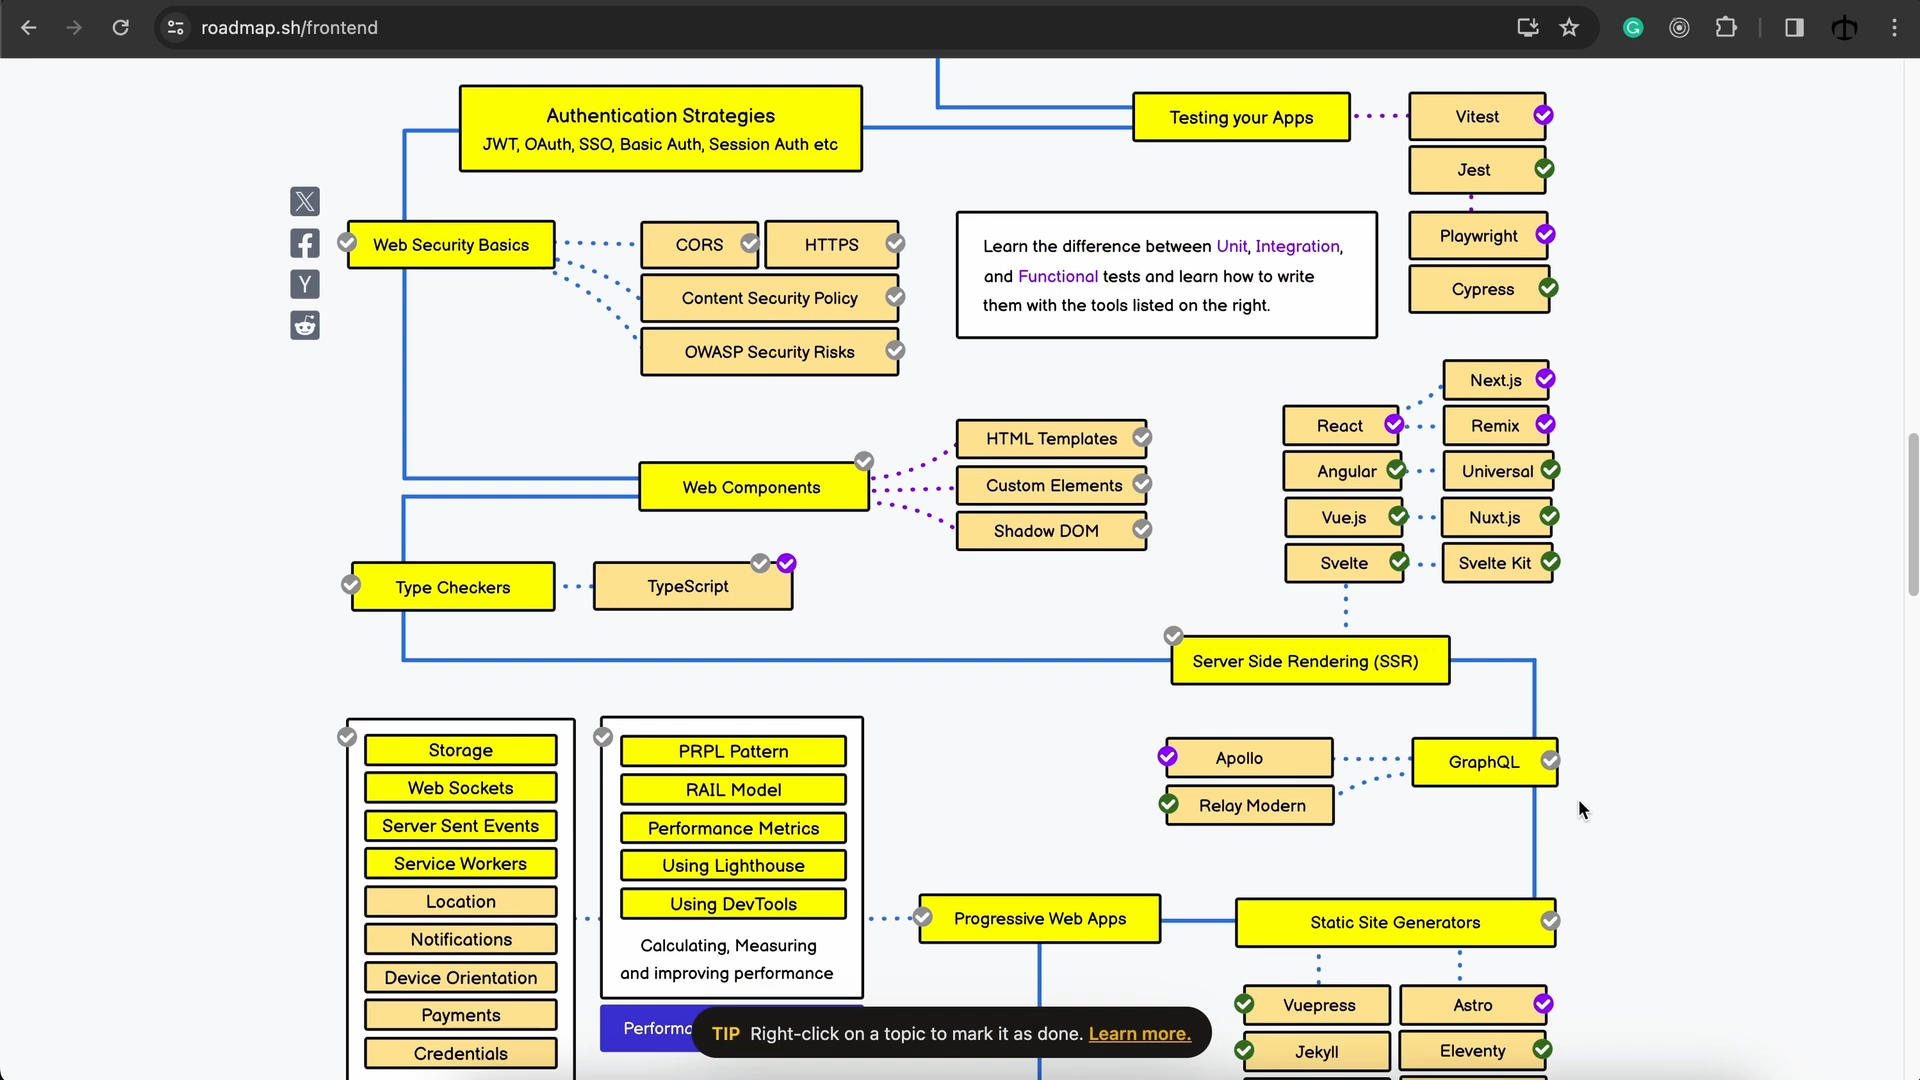 roadmap.sh/frontend
Authentication Strategies
JWT, OAuth, SSO, Basic Auth, Session Auth etc
Testing your Apps
Vitest
Jest
Playwright
Cypress
Web Security Basics
CORS
HTTPS
Content Security Policy
OWASP Security Risks
Learn the difference between Unit, Integration,
and Functional tests and learn how to write
them with the tools listed on the right.
Next.js
React
Remix
Angular
Universal
Vue.js
Nuxt.js
Svelte
Svelte Kit
HTML Templates
Web Components
Custom Elements
Shadow DOM
Type Checkers
TypeScript
Server Side Rendering (SSR)
Storage
Web Sockets
Server Sent Events
Service Workers
Location
Notifications
Device Orientation
Payments
Credentials
PRPL Pattern
RAIL Model
Performance Metrics
Using Lighthouse
Using DevTools
Calculating, Measuring
and improving performance
Performa
Apollo
Relay Modern
GraphQL
Progressive Web Apps
Static Site Generators
Vuepress
Astro
Jekyll
Eleventy
TIP Right-click on a topic to mark it as done. Learn more.